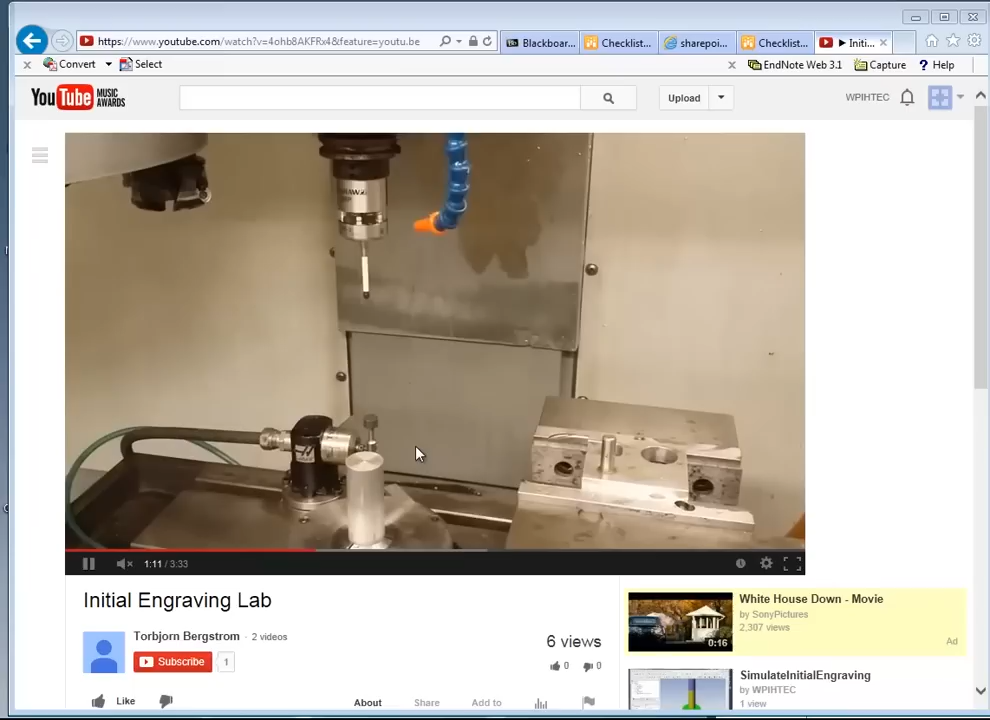 https://www.youtube.com/watch?v=4ohb8AKFRx4&feature=youtu.be
Blackboar...
Checklist...
sharepoi...
Checklist...
Initi...
Convert
Select
EndNote Web 3.1
Capture
Help
YouTube MUSIC AWARDS
Upload
WPIHTEC
1:11 / 3:33
Initial Engraving Lab
Torbjorn Bergstrom · 2 videos
Subscribe 1
6 views
0 0
Like
About Share Add to
White House Down - Movie
by SonyPictures
2,307 views
Ad
0:16
SimulateInitialEngraving
by WPIHTEC
1 view